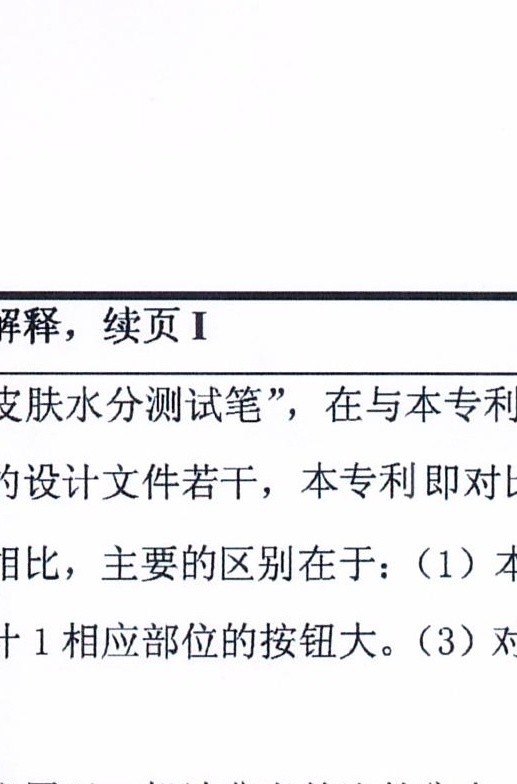 解释，续页 I
皮肤水分测试笔”，在与本专利
的设计文件若干，本专利即对比
相比，主要的区别在于：（1）本
计 1 相应部位的按钮大。（3）对